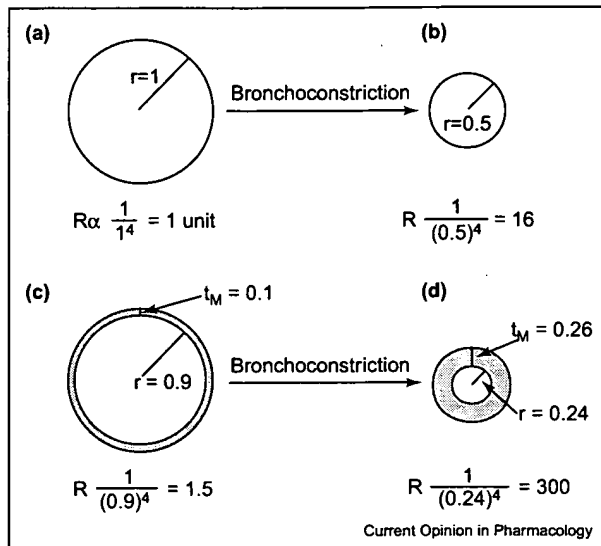 (a)
(b)
r=1
Bronchoconstriction
r=0.5
Rα 1/1⁴ = 1 unit
R 1/(0.5)⁴ = 16
(c)
(d)
t_M = 0.1
t_M = 0.26
r = 0.9
Bronchoconstriction
r = 0.24
R 1/(0.9)⁴ = 1.5
R 1/(0.24)⁴ = 300
Current Opinion in Pharmacology